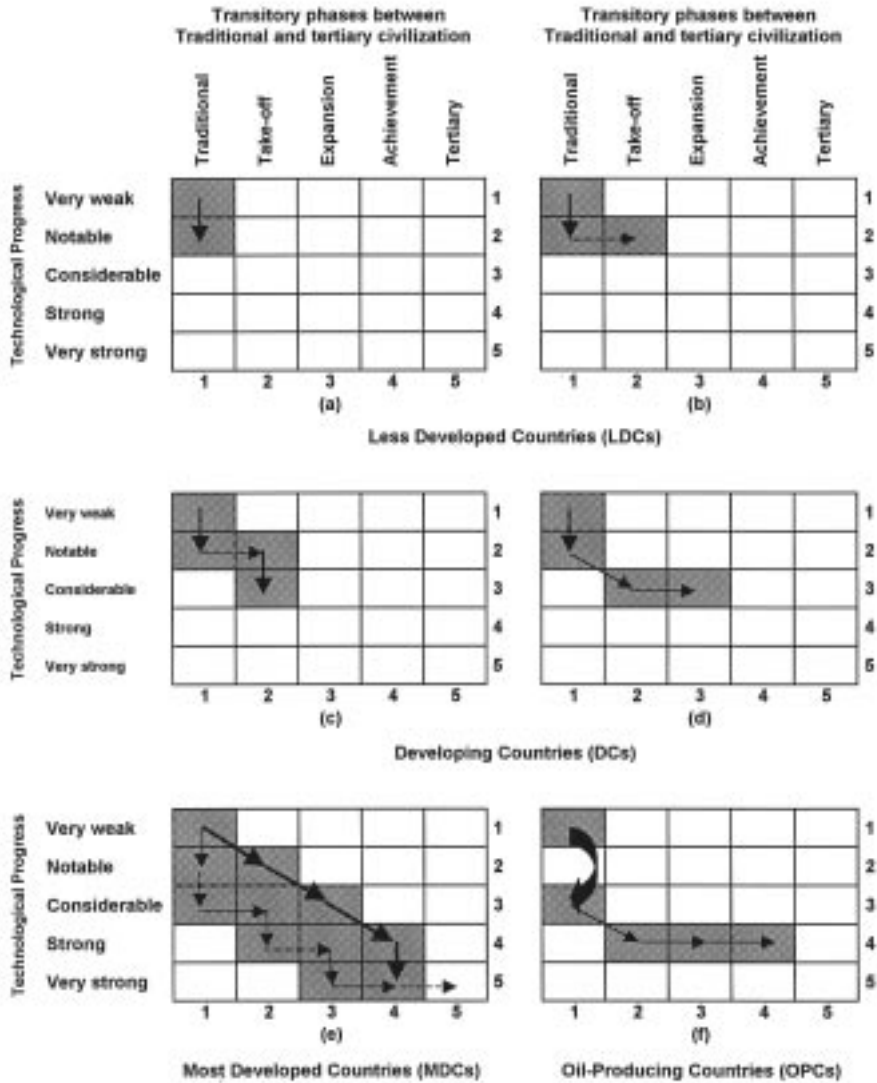 Transitory phases between
Traditional and tertiary civilization
Transitory phases between
Traditional and tertiary civilization
Traditional
Take-off
Expansion
Achievement
Tertiary
Traditional
Take-off
Expansion
Achievement
Tertiary
Technological Progress
Very weak
Notable
Considerable
Strong
Very strong
1
2
3
4
5
1
2
3
4
5
1 2 3 4 5
1 2 3 4 5
(a)
(b)
Less Developed Countries (LDCs)
Technological Progress
Very weak
Notable
Considerable
Strong
Very strong
1
2
3
4
5
1
2
3
4
5
1 2 3 4 5
1 2 3 4 5
(c)
(d)
Developing Countries (DCs)
Technological Progress
Very weak
Notable
Considerable
Strong
Very strong
1
2
3
4
5
1
2
3
4
5
1 2 3 4 5
1 2 3 4 5
(e)
(f)
Most Developed Countries (MDCs)
Oil-Producing Countries (OPCs)